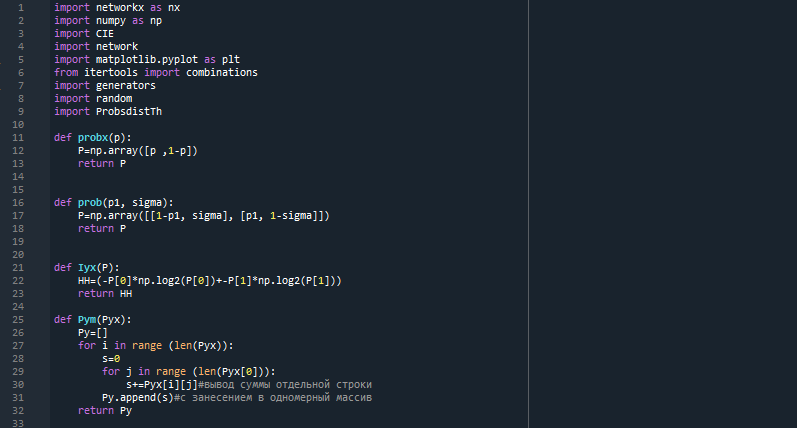 1 import networkx as nx
2 import numpy as np
3 import CIE
4 import network
5 import matplotlib.pyplot as plt
6 from itertools import combinations
7 import generators
8 import random
9 import ProbsdistTh
10
11 def probx(p):
12     P=np.array([p ,1-p])
13     return P
14
15
16 def prob(p1, sigma):
17     P=np.array([[1-p1, sigma], [p1, 1-sigma]])
18     return P
19
20
21 def Iyx(P):
22     HH=(-P[0]*np.log2(P[0])+-P[1]*np.log2(P[1]))
23     return HH
24
25 def Pym(Pyx):
26     Py=[]
27     for i in range (len(Pyx)):
28         s=0
29         for j in range (len(Pyx[0])):
30             s+=Pyx[i][j]#вывод суммы отдельной строки
31         Py.append(s)#с занесением в одномерный массив
32     return Py
33